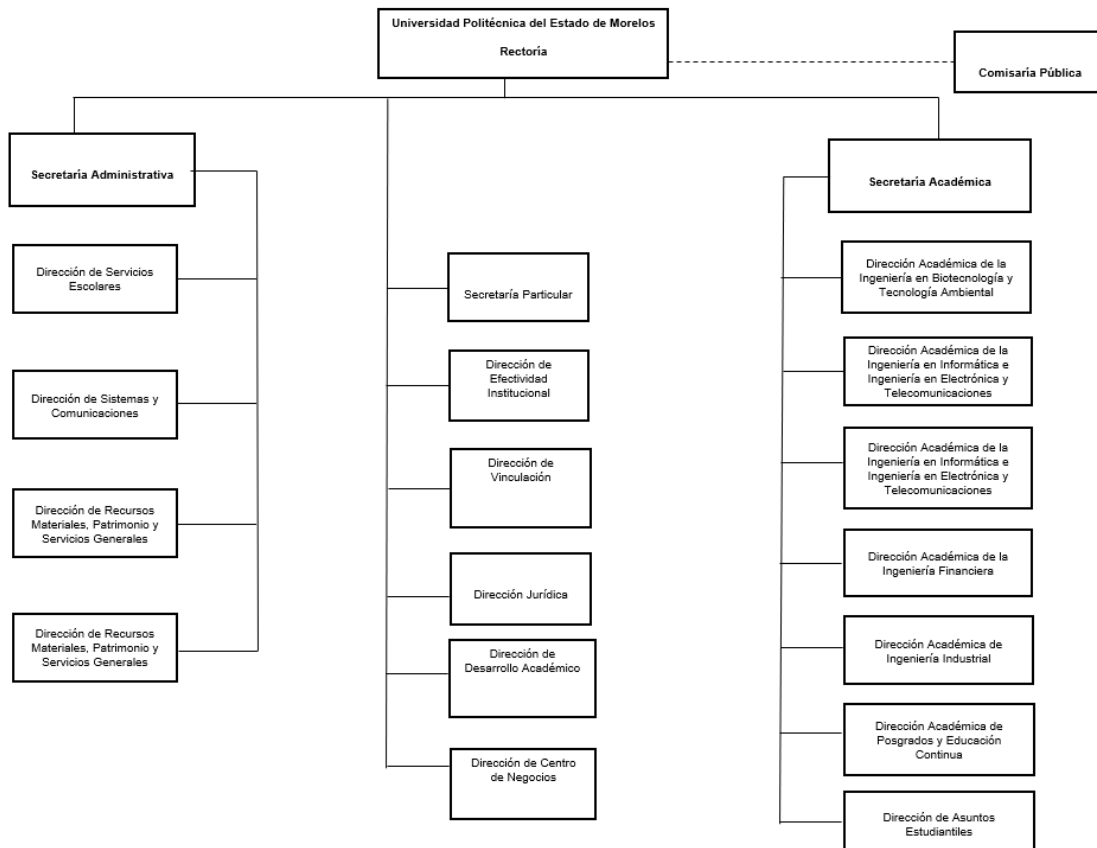 Universidad Politécnica del Estado de Morelos
Rectoría
Comisaría Pública
Secretaría Administrativa
Dirección de Servicios
Escolares
Dirección de Sistemas y
Comunicaciones
Dirección de Recursos
Materiales, Patrimonio y
Servicios Generales
Dirección de Recursos
Materiales, Patrimonio y
Servicios Generales
Secretaría Particular
Dirección de
Efectividad
Institucional
Dirección de
Vinculación
Dirección Jurídica
Dirección de
Desarrollo Académico
Dirección de Centro
de Negocios
Secretaría Académica
Dirección Académica de la
Ingeniería en Biotecnología y
Tecnología Ambiental
Dirección Académica de la
Ingeniería en Informática e
Ingeniería en Electrónica y
Telecomunicaciones
Dirección Académica de la
Ingeniería en Informática e
Ingeniería en Electrónica y
Telecomunicaciones
Dirección Académica de la
Ingeniería Financiera
Dirección Académica de
Ingeniería Industrial
Dirección Académica de
Posgrados y Educación
Continua
Dirección de Asuntos
Estudiantiles